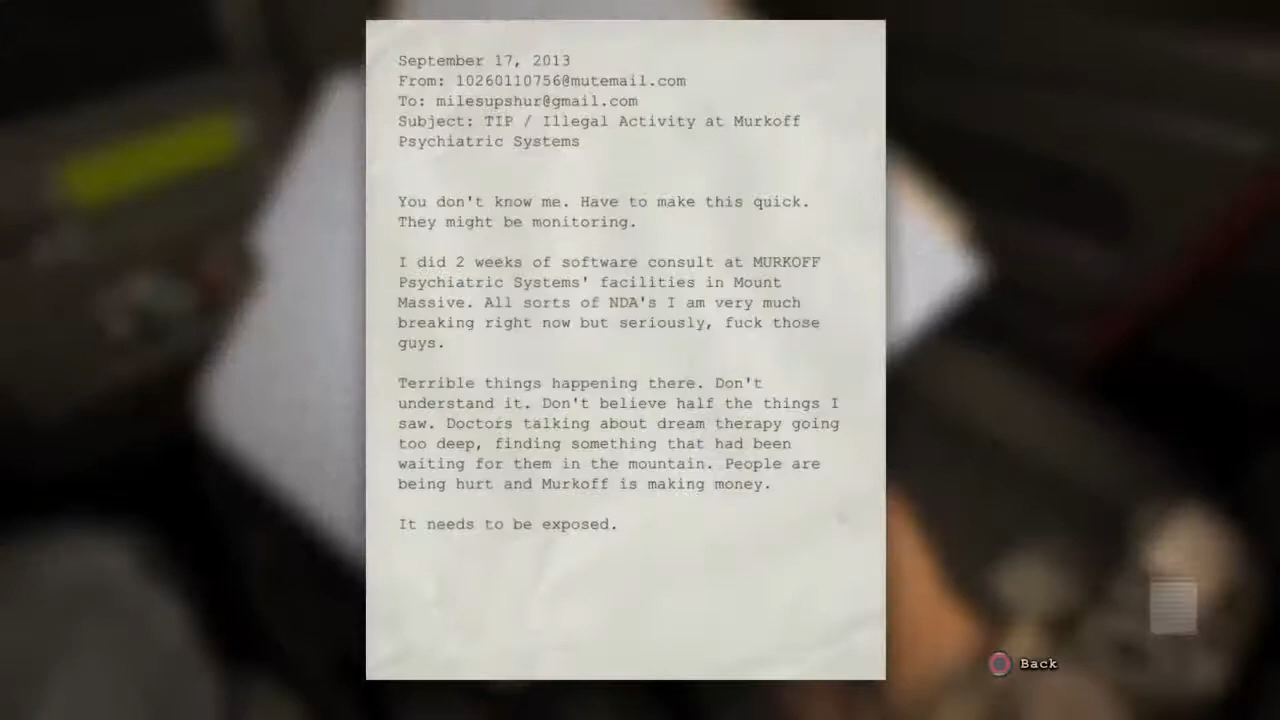 September 17, 2013
From: 10260110756@mutemail.com
To: milesupshur@gmail.com
Subject: TIP / Illegal Activity at Murkoff
Psychiatric Systems
You don't know me. Have to make this quick.
They might be monitoring.
I did 2 weeks of software consult at MURKOFF
Psychiatric Systems' facilities in Mount
Massive. All sorts of NDA's I am very much
breaking right now but seriously, fuck those
guys.
Terrible things happening there. Don't
understand it. Don't believe half the things I
saw. Doctors talking about dream therapy going
too deep, finding something that had been
waiting for them in the mountain. People are
being hurt and Murkoff is making money.
It needs to be exposed.
Back